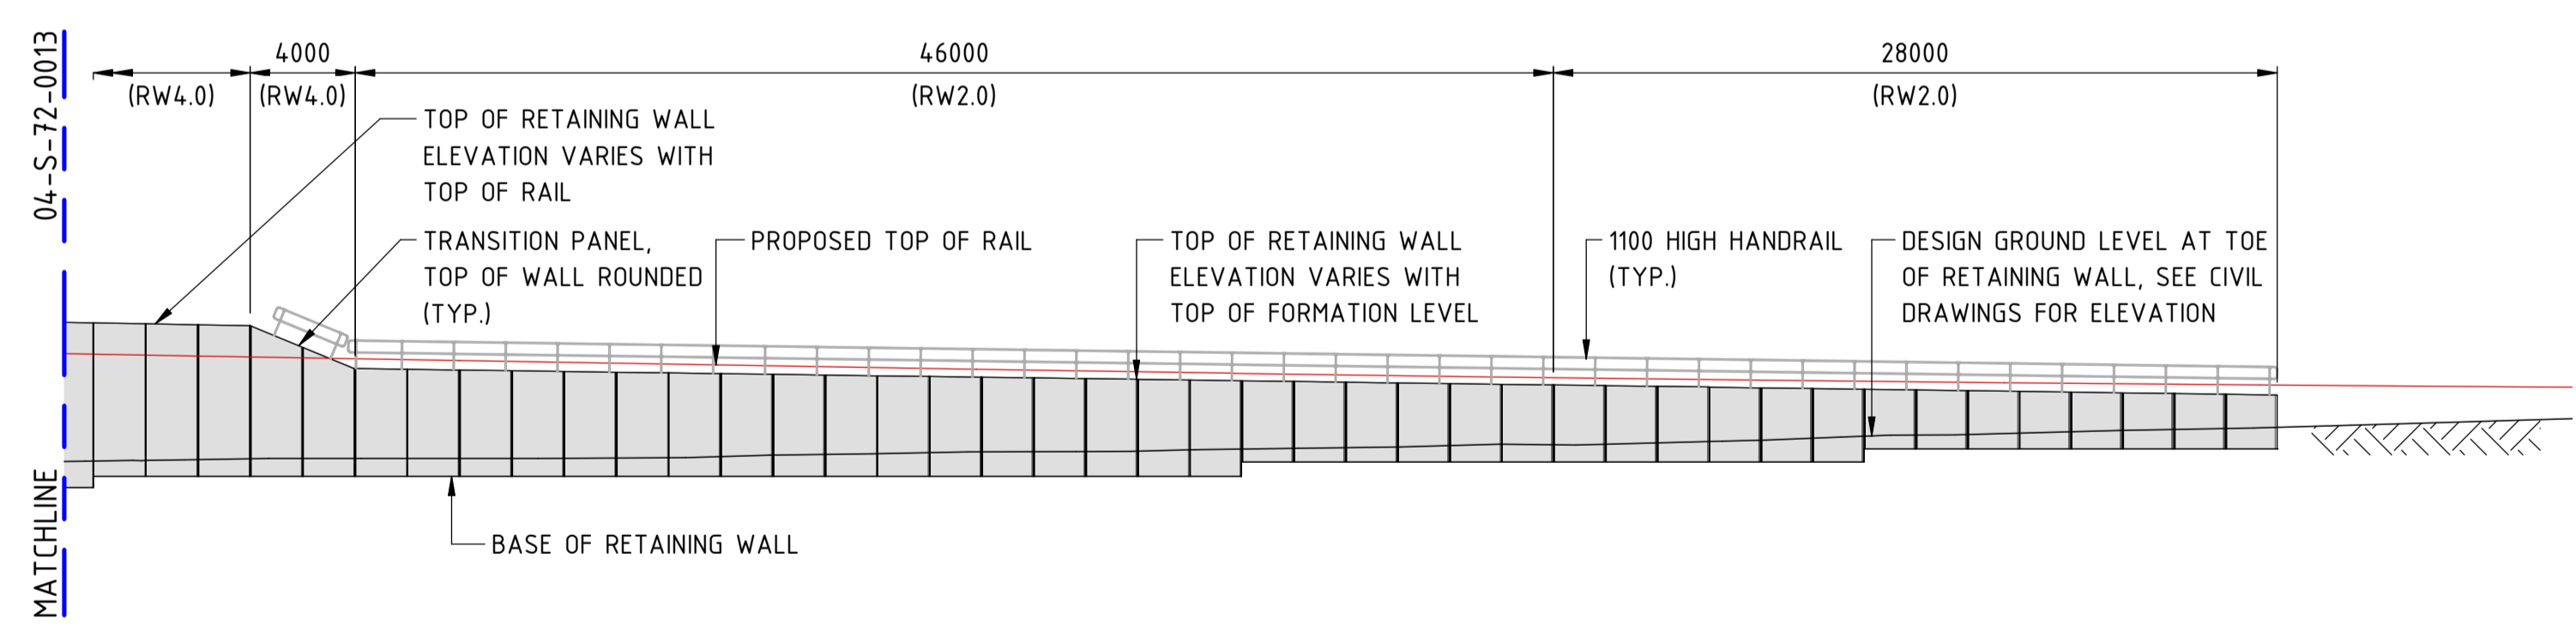 04-S-72-0013
MATCHLINE
4000
46000
28000
(RW4.0)
(RW4.0)
(RW2.0)
(RW2.0)
TOP OF RETAINING WALL
ELEVATION VARIES WITH
TOP OF RAIL
TRANSITION PANEL,
TOP OF WALL ROUNDED
(TYP.)
PROPOSED TOP OF RAIL
TOP OF RETAINING WALL
ELEVATION VARIES WITH
TOP OF FORMATION LEVEL
1100 HIGH HANDRAIL
(TYP.)
DESIGN GROUND LEVEL AT TOE
OF RETAINING WALL, SEE CIVIL
DRAWINGS FOR ELEVATION
BASE OF RETAINING WALL